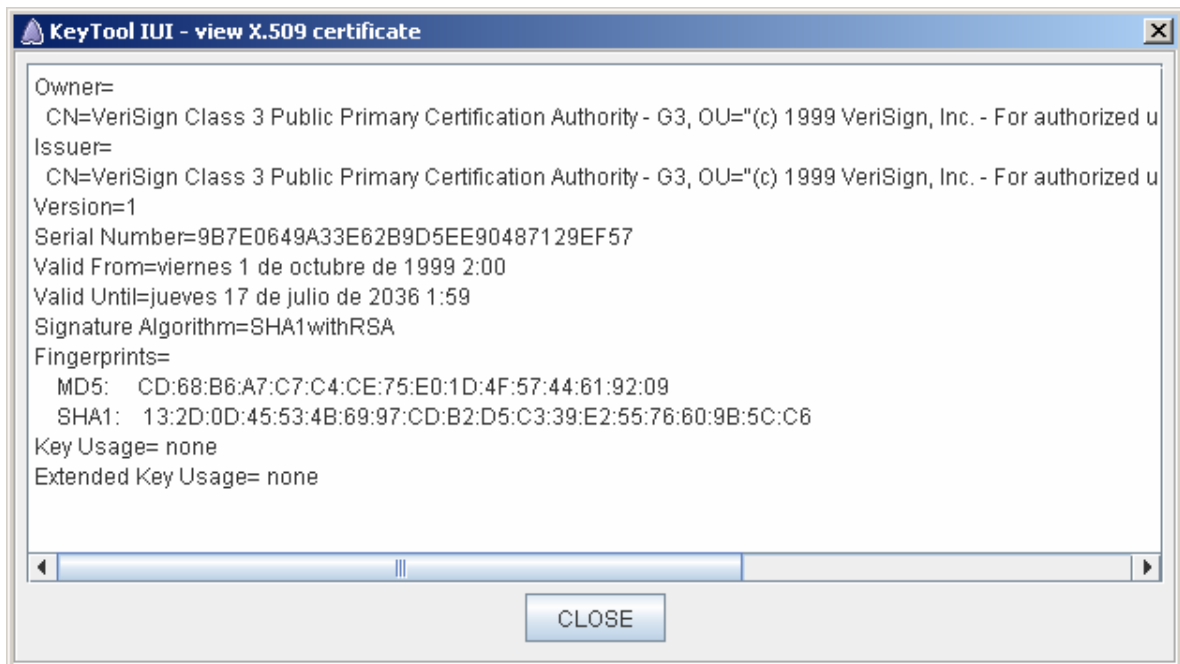 KeyTool IUI - view X.509 certificate
Owner=
CN=VeriSign Class 3 Public Primary Certification Authority - G3, OU="(c) 1999 VeriSign, Inc. - For authorized u
Issuer=
CN=VeriSign Class 3 Public Primary Certification Authority - G3, OU="(c) 1999 VeriSign, Inc. - For authorized u
Version=1
Serial Number=9B7E0649A33E62B9D5EE90487129EF57
Valid From=viernes 1 de octubre de 1999 2:00
Valid Until=jueves 17 de julio de 2036 1:59
Signature Algorithm=SHA1withRSA
Fingerprints=
MD5: CD:68:B6:A7:C7:C4:CE:75:E0:1D:4F:57:44:61:92:09
SHA1: 13:2D:0D:45:53:4B:69:97:CD:B2:D5:C3:39:E2:55:76:60:9B:5C:C6
Key Usage= none
Extended Key Usage= none
CLOSE